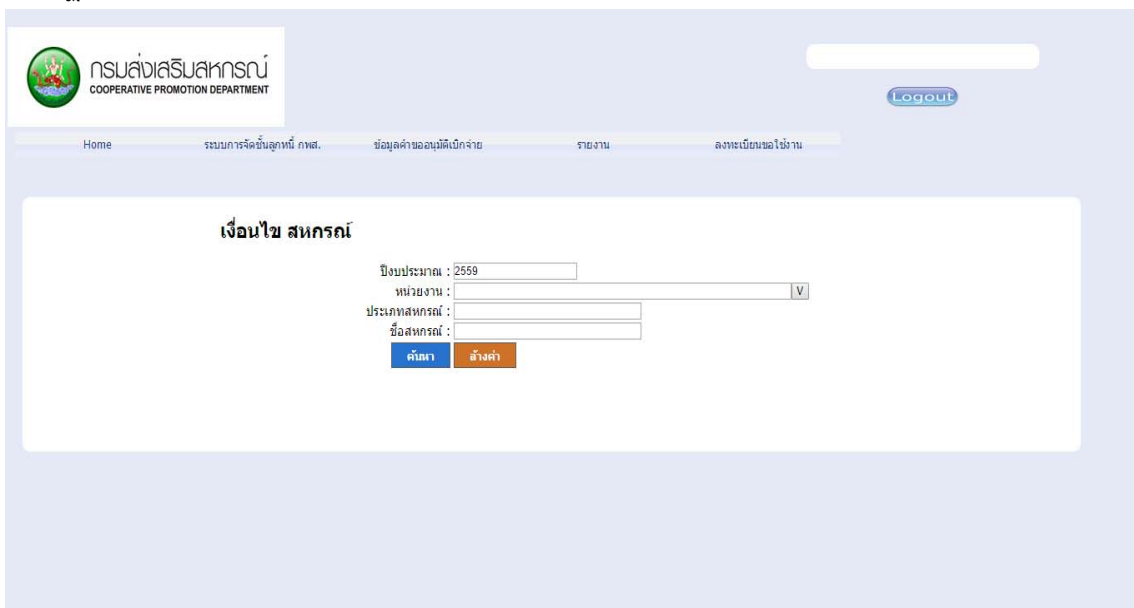 กรมส่งเสริมสหกรณ์
COOPERATIVE PROMOTION DEPARTMENT
Logout
Home ระบบการจัดชั้นลูกหนี้ กพส. ข้อมูลคำขออนุมัติเบิกจ่าย รายงาน ลงทะเบียนขอใช้งาน
เงื่อนไข สหกรณ์
ปีงบประมาณ : 2559
หน่วยงาน : V
ประเภทสหกรณ์ :
ชื่อสหกรณ์ :
ค้นหา ล้างค่า